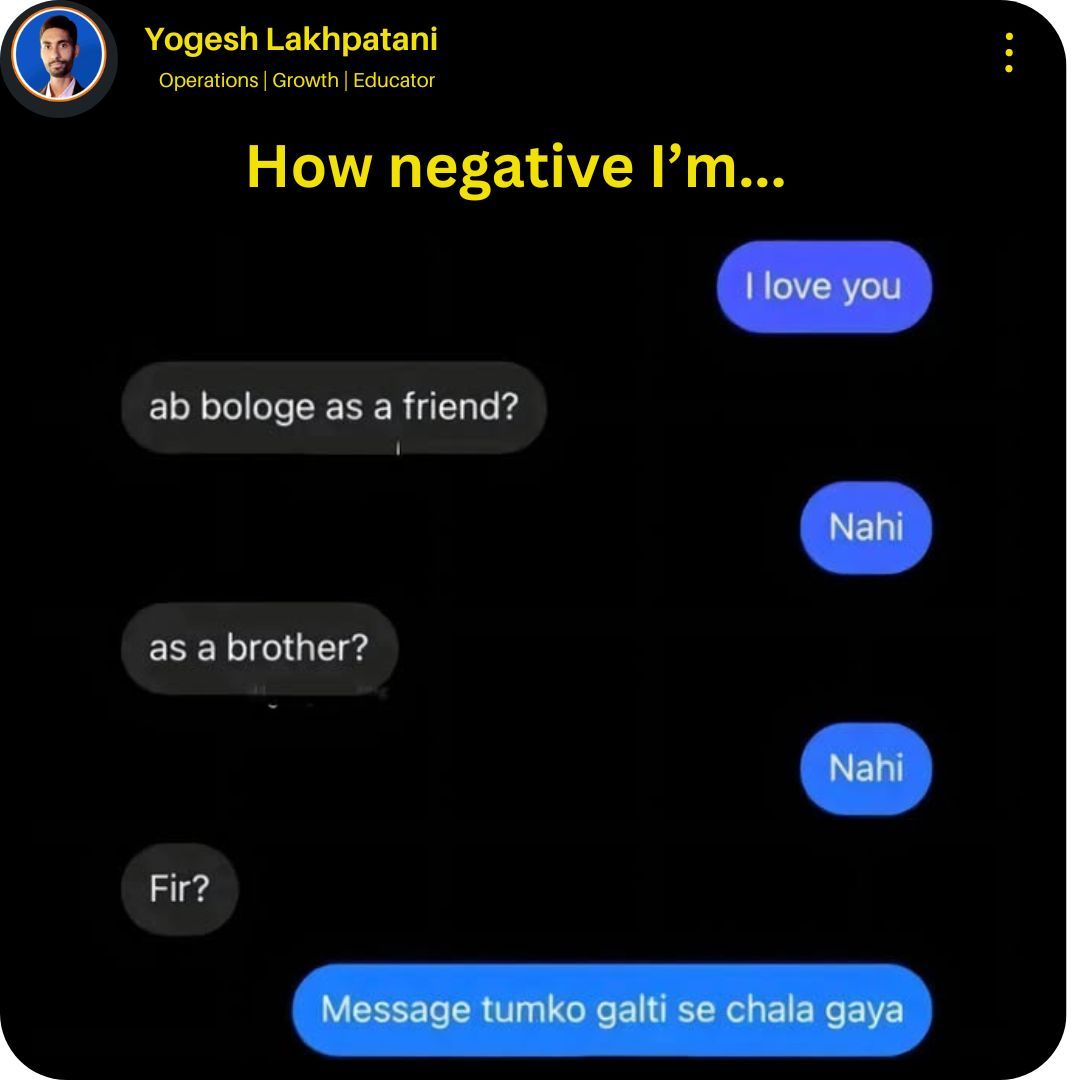 Yogesh Lakhpatani
Operations | Growth | Educator
How negative I’m...
I love you
ab bologe as a friend?
Nahi
as a brother?
Nahi
Fir?
Message tumko galti se chala gaya